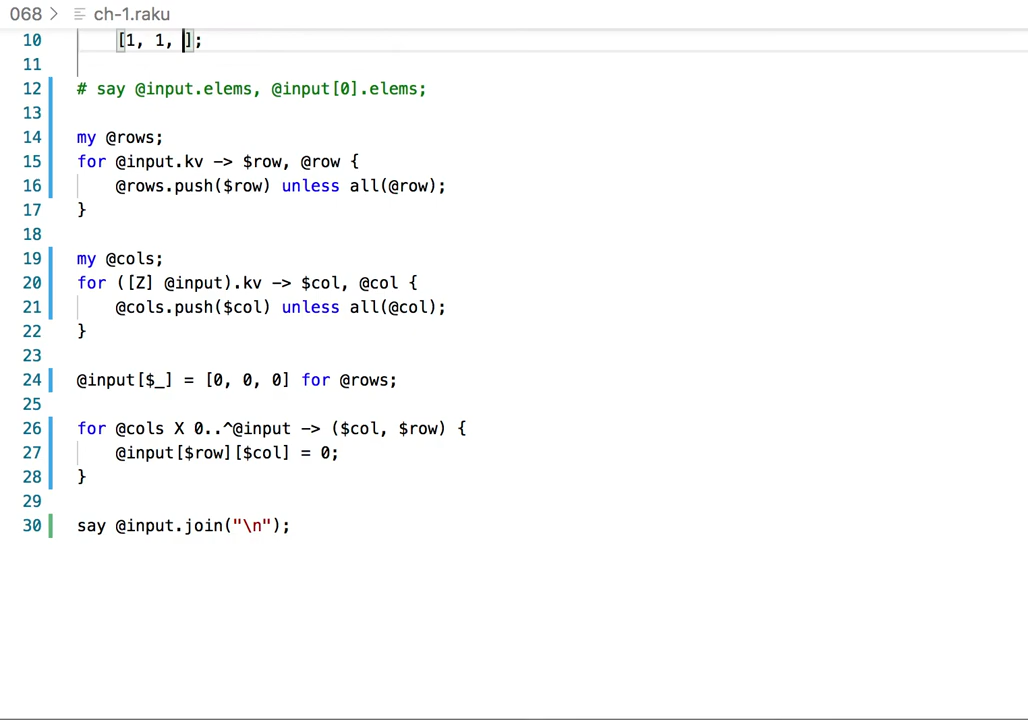 068 > ch-1.raku
10 [1, 1, ];
11
12 # say @input.elems, @input[0].elems;
13
14 my @rows;
15 for @input.kv -> $row, @row {
16 @rows.push($row) unless all(@row);
17 }
18
19 my @cols;
20 for ([Z] @input).kv -> $col, @col {
21 @cols.push($col) unless all(@col);
22 }
23
24 @input[$_] = [0, 0, 0] for @rows;
25
26 for @cols X 0..^@input -> ($col, $row) {
27 @input[$row][$col] = 0;
28 }
29
30 say @input.join("\n");